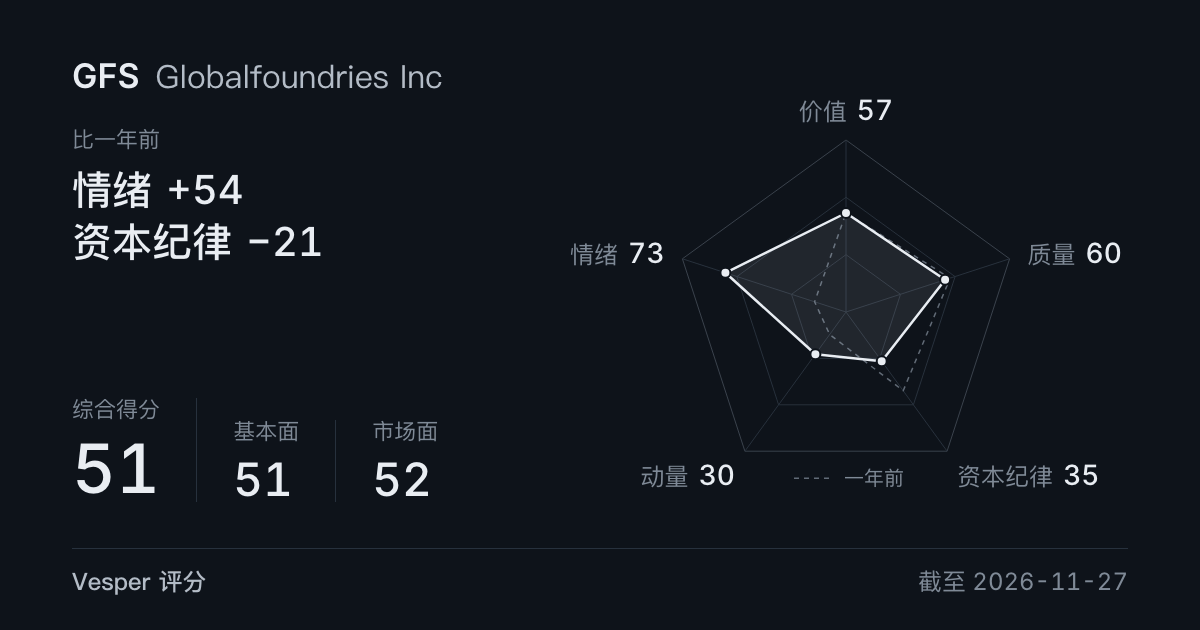 GFS Globalfoundries Inc
比一年前
情绪 +54
资本纪律 −21
价值 57
情绪 73
质量 60
动量 30
一年前
资本纪律 35
综合得分
51
基本面
51
市场面
52
Vesper 评分
截至 2026-11-27